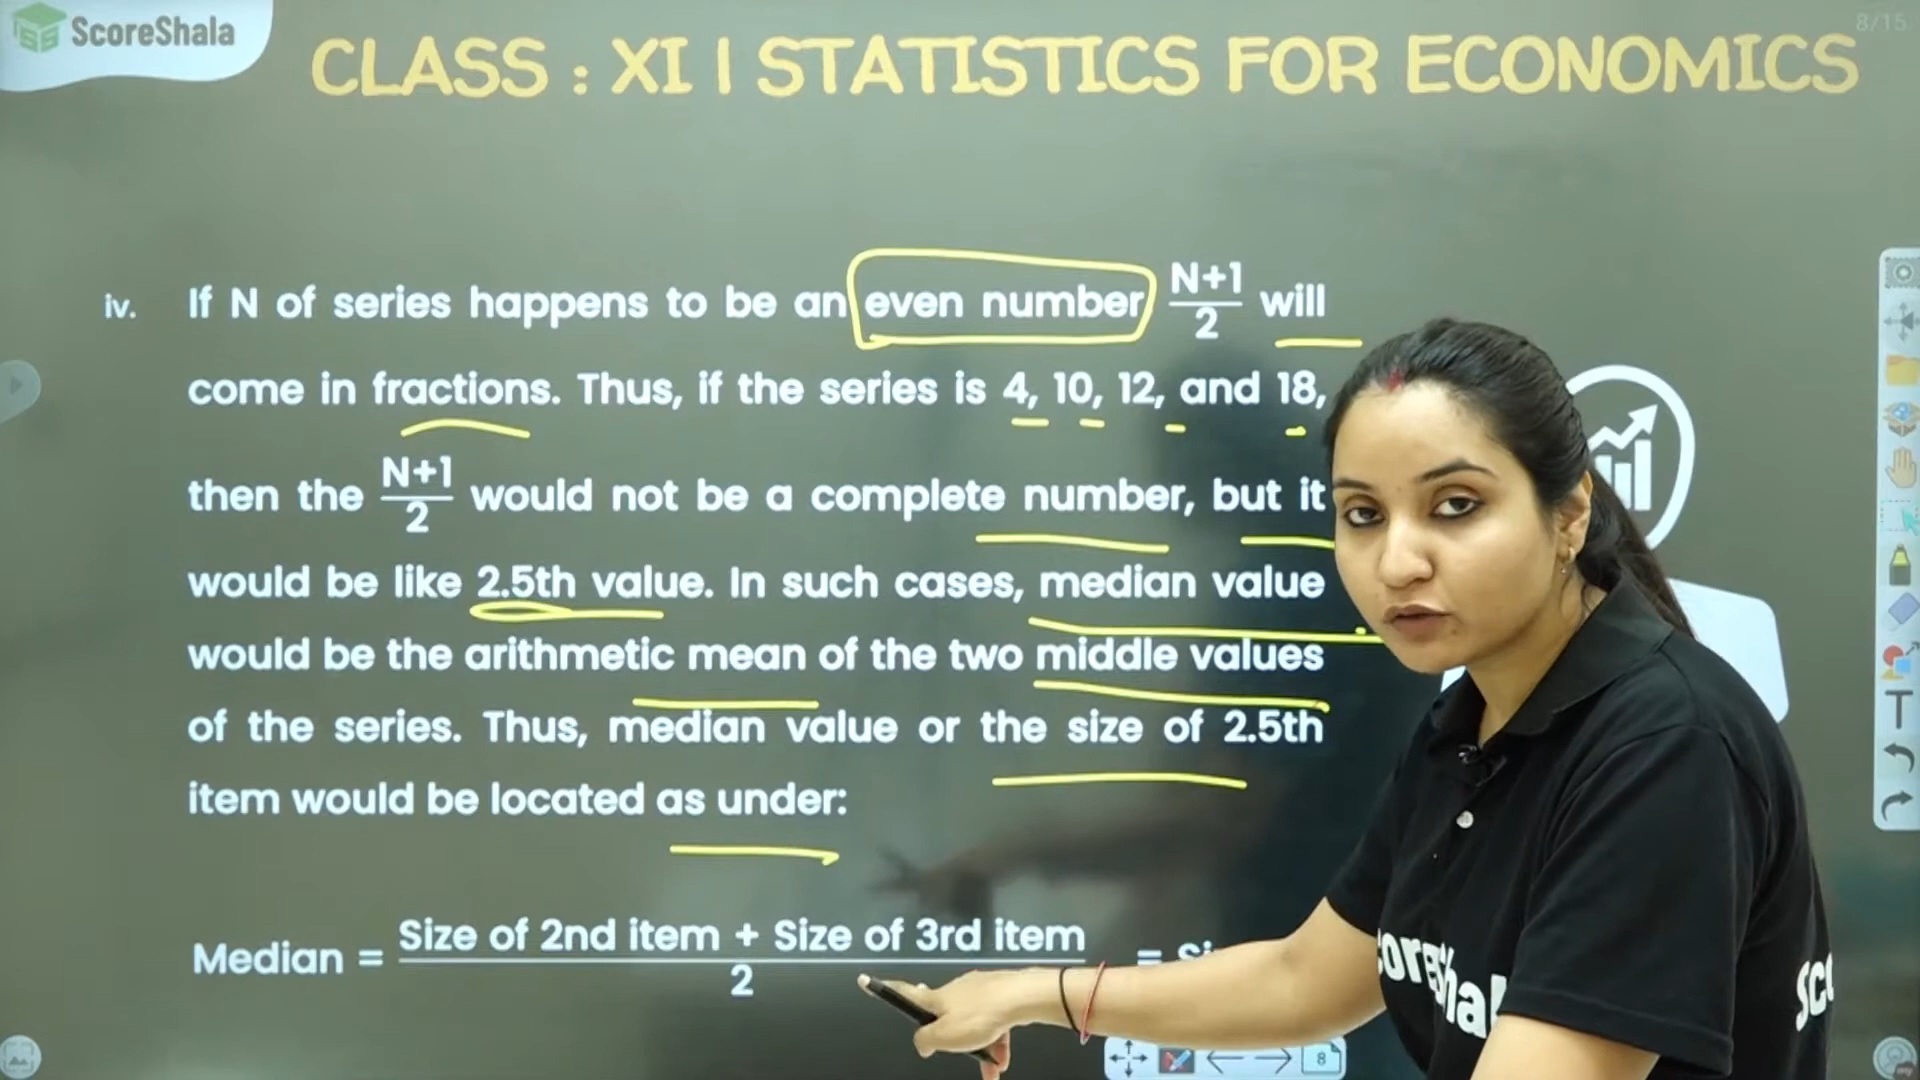 ScoreShala
8/15
CLASS : XI | STATISTICS FOR ECONOMICS
iv. If N of series happens to be an even number N+1/2 will
come in fractions. Thus, if the series is 4, 10, 12, and 18,
then the N+1/2 would not be a complete number, but it
would be like 2.5th value. In such cases, median value
would be the arithmetic mean of the two middle values
of the series. Thus, median value or the size of 2.5th
item would be located as under:
Median = Size of 2nd item + Size of 3rd item/2 =
8